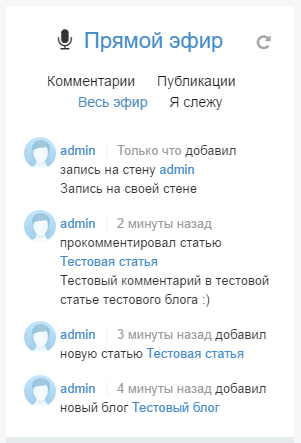 Прямой эфир
Комментарии Публикации
Весь эфир Я слежу
admin Только что добавил
запись на стену admin
Запись на своей стене
admin 2 минуты назад
прокомментировал статью
Тестовая статья
Тестовый комментарий в тестовой
статье тестового блога :)
admin 3 минуты назад добавил
новую статью Тестовая статья
admin 4 минуты назад добавил
новый блог Тестовый блог